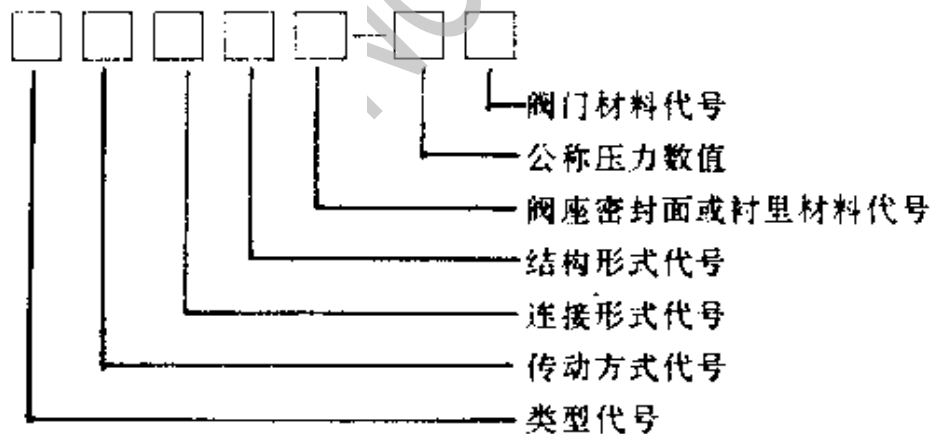 阀门材料代号
公称压力数值
阀座密封面或衬里材料代号
结构形式代号
连接形式代号
传动方式代号
类型代号